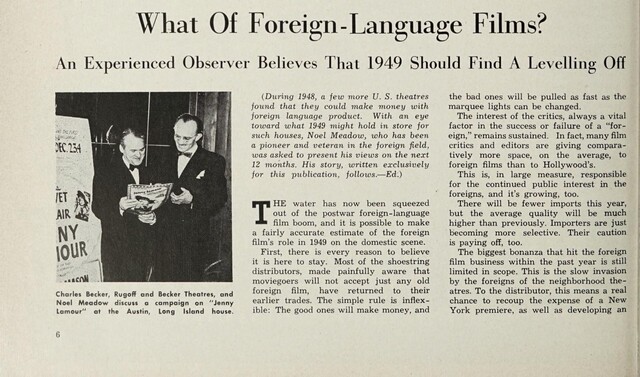 What Of Foreign-Language Films?
An Experienced Observer Believes That 1949 Should Find A Levelling Off
DEC. 25th
NY
Charles Becker, Rugoff and Becker Theatres, and
Noel Meadow discuss a campaign on "Jenny
Lamour" at the Austin, Long Island house.
(During 1948, a few more U. S. theatres
found that they could make money with
foreign language product. With an eye
toward what 1949 might hold in store for
such houses, Noel Meadow, who has been
a pioneer and veteran in the foreign field,
was asked to present his views on the next
12 months. His story, written exclusively
for this publication, follows.—Ed.)
THE water has now been squeezed
out of the postwar foreign-language
film boom, and it is possible to make
a fairly accurate estimate of the foreign
film's role in 1949 on the domestic scene.
First, there is every reason to believe
it is here to stay. Most of the shoestring
distributors, made painfully aware that
moviegoers will not accept just any old
foreign film, have returned to their
earlier trades. The simple rule is inflex-
ible: The good ones will make money, and
the bad ones will be pulled as fast as the
marquee lights can be changed.
The interest of the critics, always a vital
factor in the success or failure of a "for-
eign," remains sustained. In fact, many film
critics and editors are giving compara-
tively more space, on the average, to
foreign films than to Hollywood's.
This is, in large measure, responsible
for the continued public interest in the
foreigns, and it's growing, too.
There will be fewer imports this year,
but the average quality will be much
higher than previously. Importers are just
becoming more selective. Their caution
is paying off, too.
The biggest bonanza that hit the foreign
film business within the past year is still
limited in scope. This is the slow invasion
by the foreigns of the neighborhood the-
atres. To the distributor, this means a real
chance to recoup the expense of a New
York premiere, as well as developing an
6